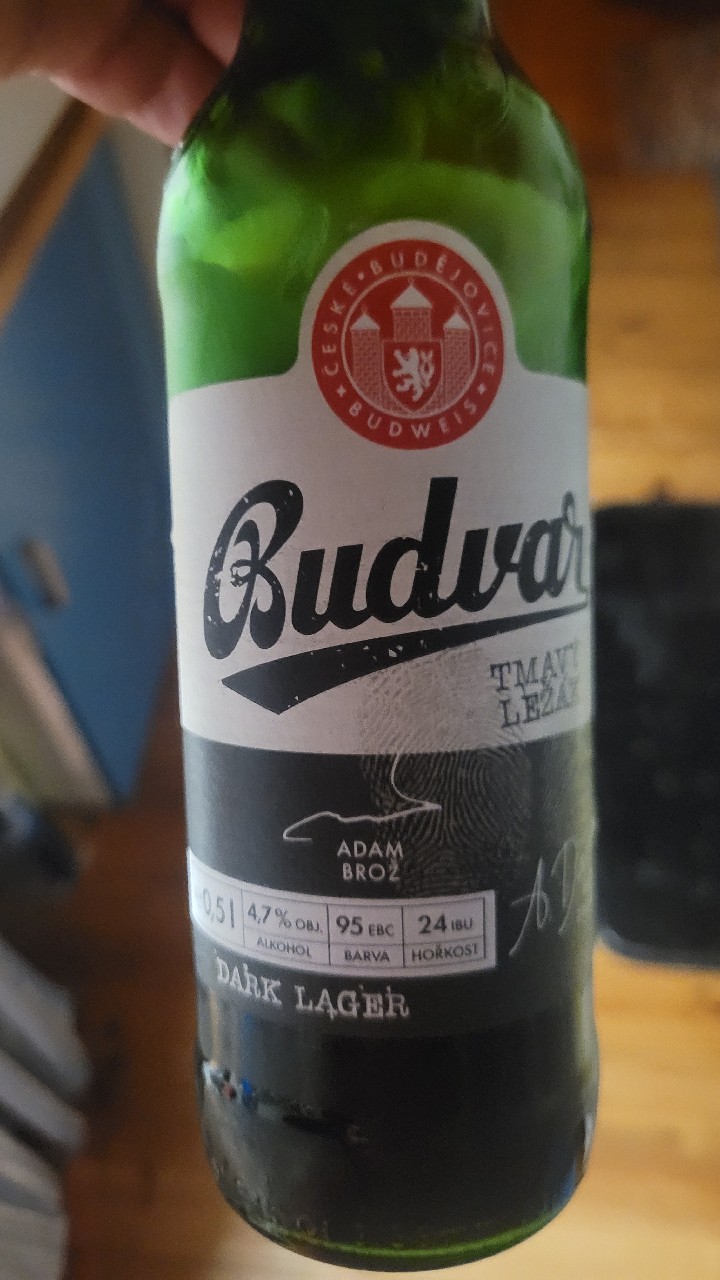 ČESKÉ BUDĚJOVICE
BUDWEIS
Budvar
TMAVÝ
LEŽÁK
ADAM
BROŽ
0,5l 4,7% OBJ. 95 EBC 24 IBU
ALKOHOL BARVA HOŘKOST
DARK LAGER